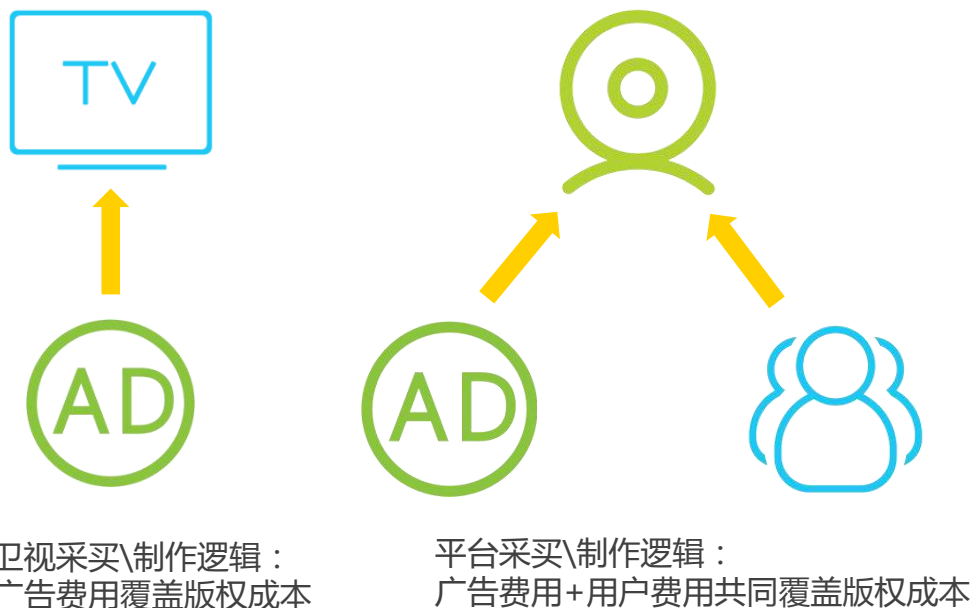 TV
AD
AD
卫视采买\制作逻辑：
广告费用覆盖版权成本
平台采买\制作逻辑：
广告费用+用户费用共同覆盖版权成本